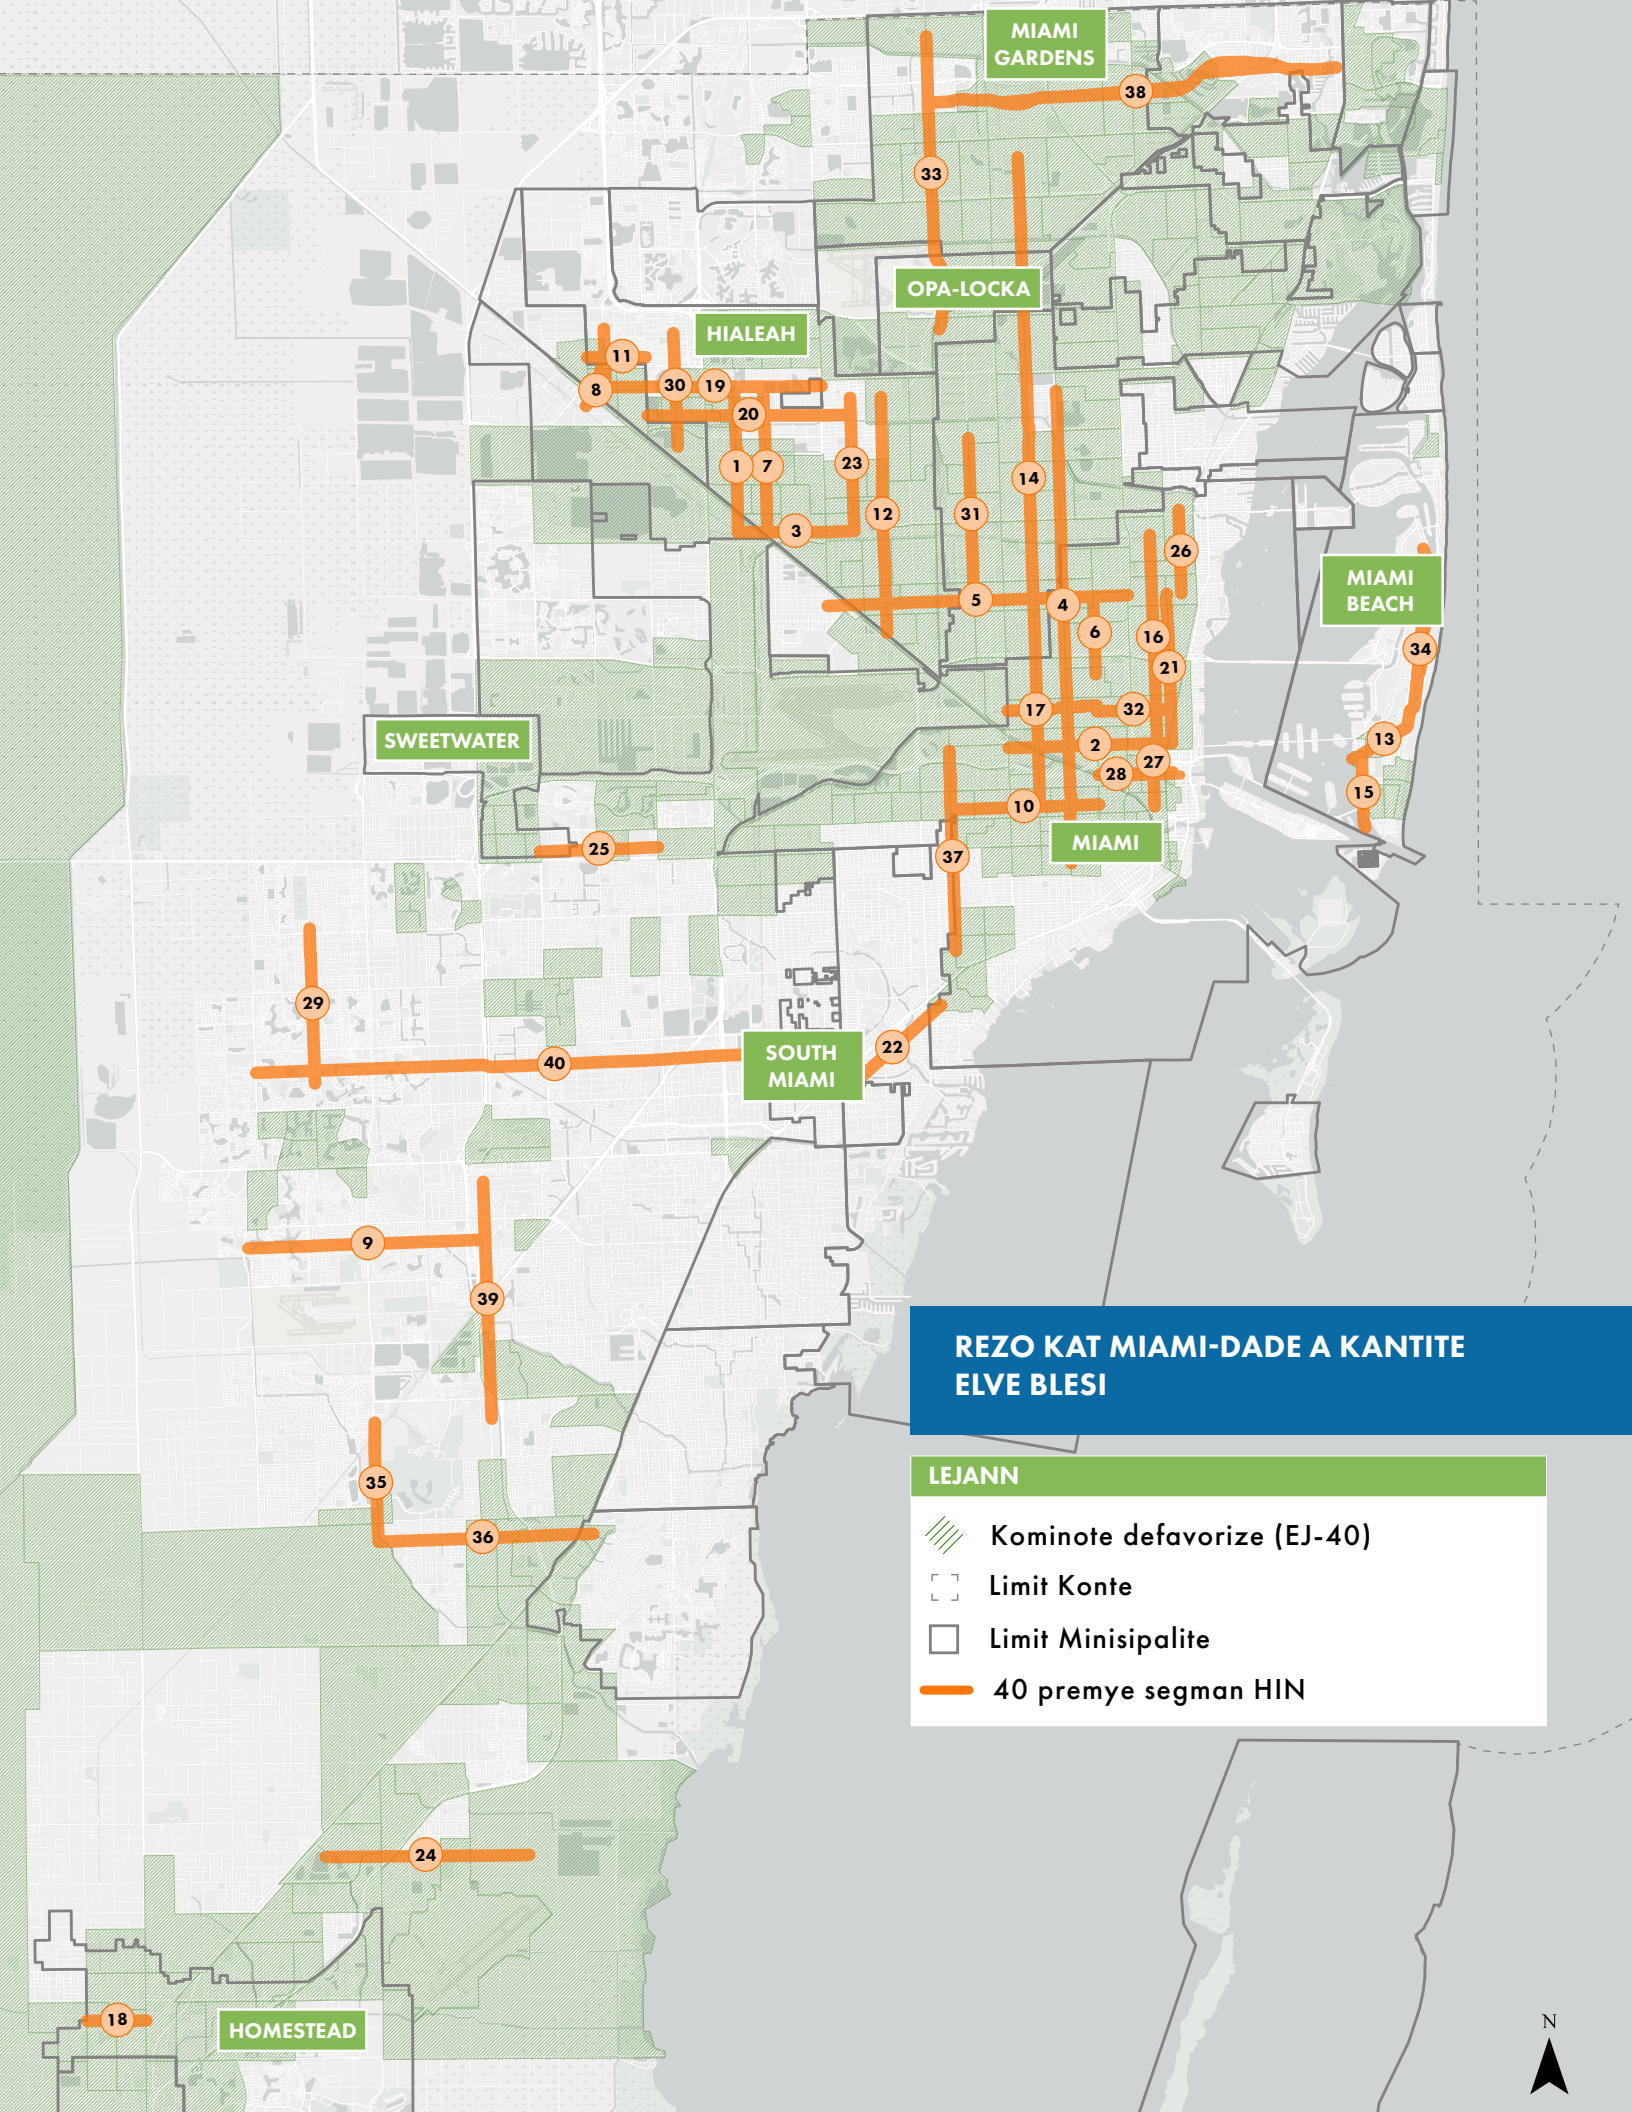 MIAMI
GARDENS
38
33
OPA-LOCKA
HIALEAH
11
8
30
19
20
1
7
23
3
12
31
14
26
5
4
6
16
21
MIAMI
BEACH
34
17
32
2
27
28
13
15
SWEETWATER
10
MIAMI
25
37
29
40
SOUTH
MIAMI
22
9
39
35
36
24
18
HOMESTEAD
REZO KAT MIAMI-DADE A KANTITE
ELVE BLESI
LEJANN
Kominote defavorize (EJ-40)
Limit Konte
Limit Minisipalite
40 premye segman HIN
N